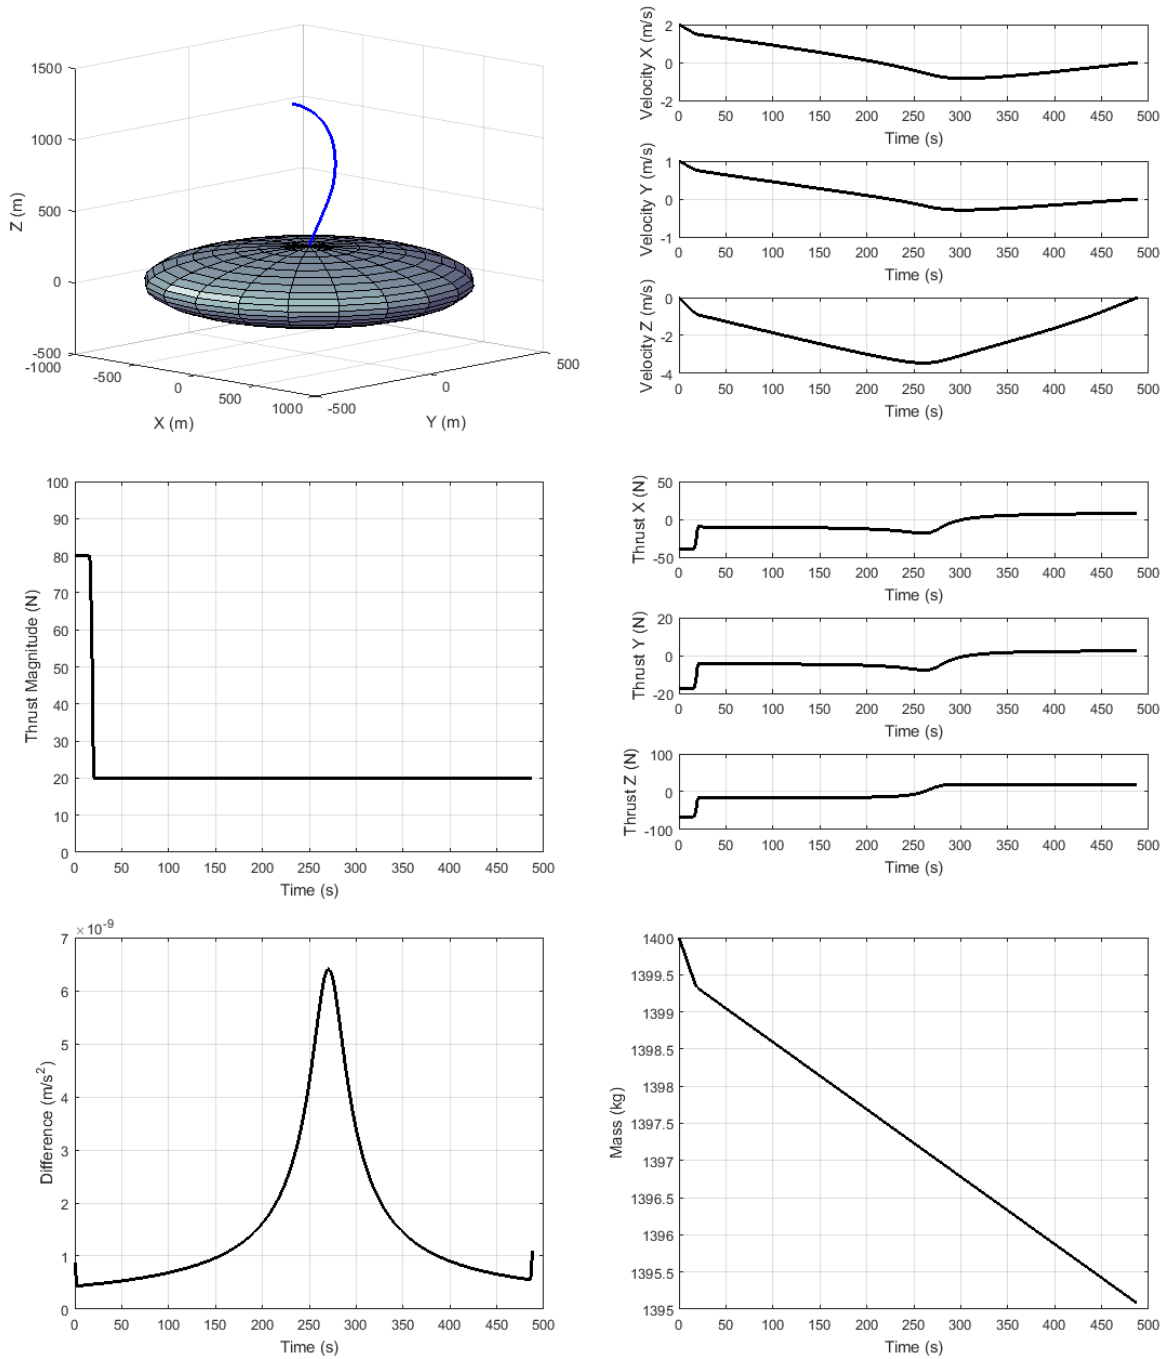 1500
1000
500
0
-500
Z (m)
-1000
-500
0
500
1000
X (m)
-500
0
500
Y (m)
2
0
-2
Velocity X (m/s)
0 50 100 150 200 250 300 350 400 450 500
Time (s)
1
0
-1
Velocity Y (m/s)
0 50 100 150 200 250 300 350 400 450 500
Time (s)
0
-2
-4
Velocity Z (m/s)
0 50 100 150 200 250 300 350 400 450 500
Time (s)
100
90
80
70
60
50
40
30
20
10
0
Thrust Magnitude (N)
0 50 100 150 200 250 300 350 400 450 500
Time (s)
50
0
-50
Thrust X (N)
0 50 100 150 200 250 300 350 400 450 500
Time (s)
20
0
-20
Thrust Y (N)
0 50 100 150 200 250 300 350 400 450 500
Time (s)
100
0
-100
Thrust Z (N)
0 50 100 150 200 250 300 350 400 450 500
Time (s)
×10⁻⁹
7
6
5
4
3
2
1
0
Difference (m/s²)
0 50 100 150 200 250 300 350 400 450 500
Time (s)
1400
1399.5
1399
1398.5
1398
1397.5
1397
1396.5
1396
1395.5
1395
Mass (kg)
0 50 100 150 200 250 300 350 400 450 500
Time (s)